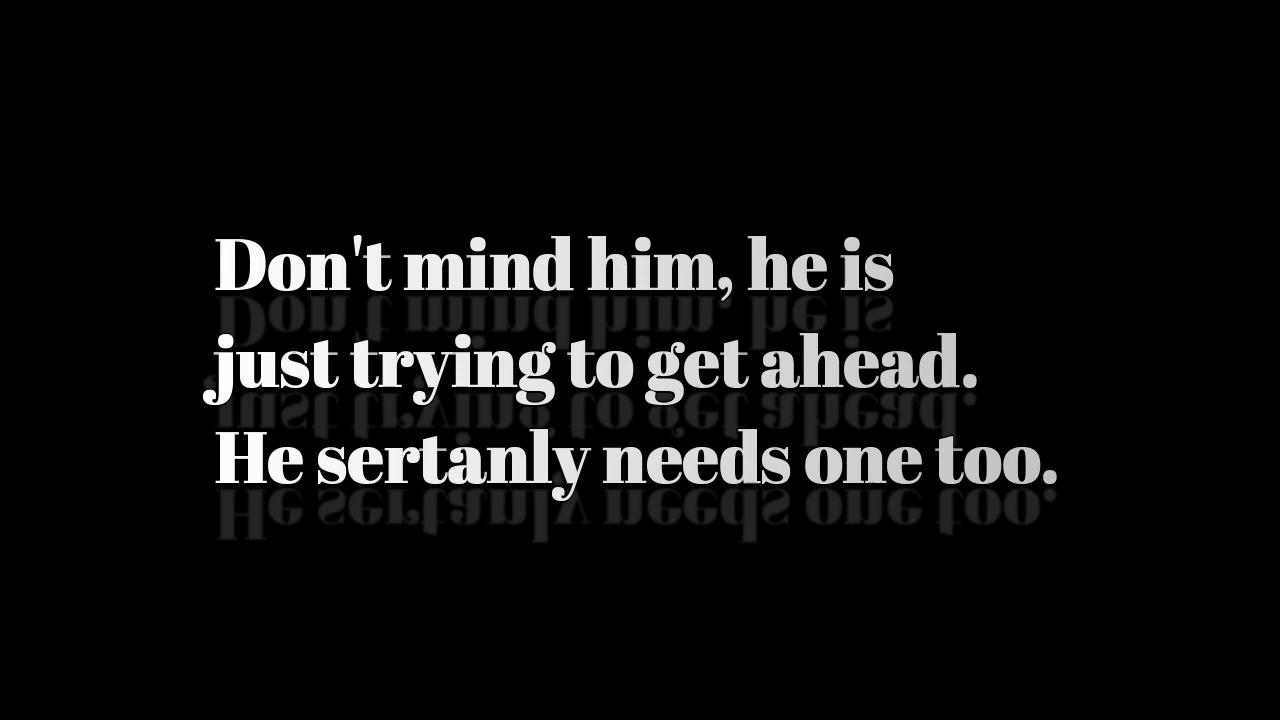 Don't mind him, he is
just trying to get ahead.
He sertanly needs one too.